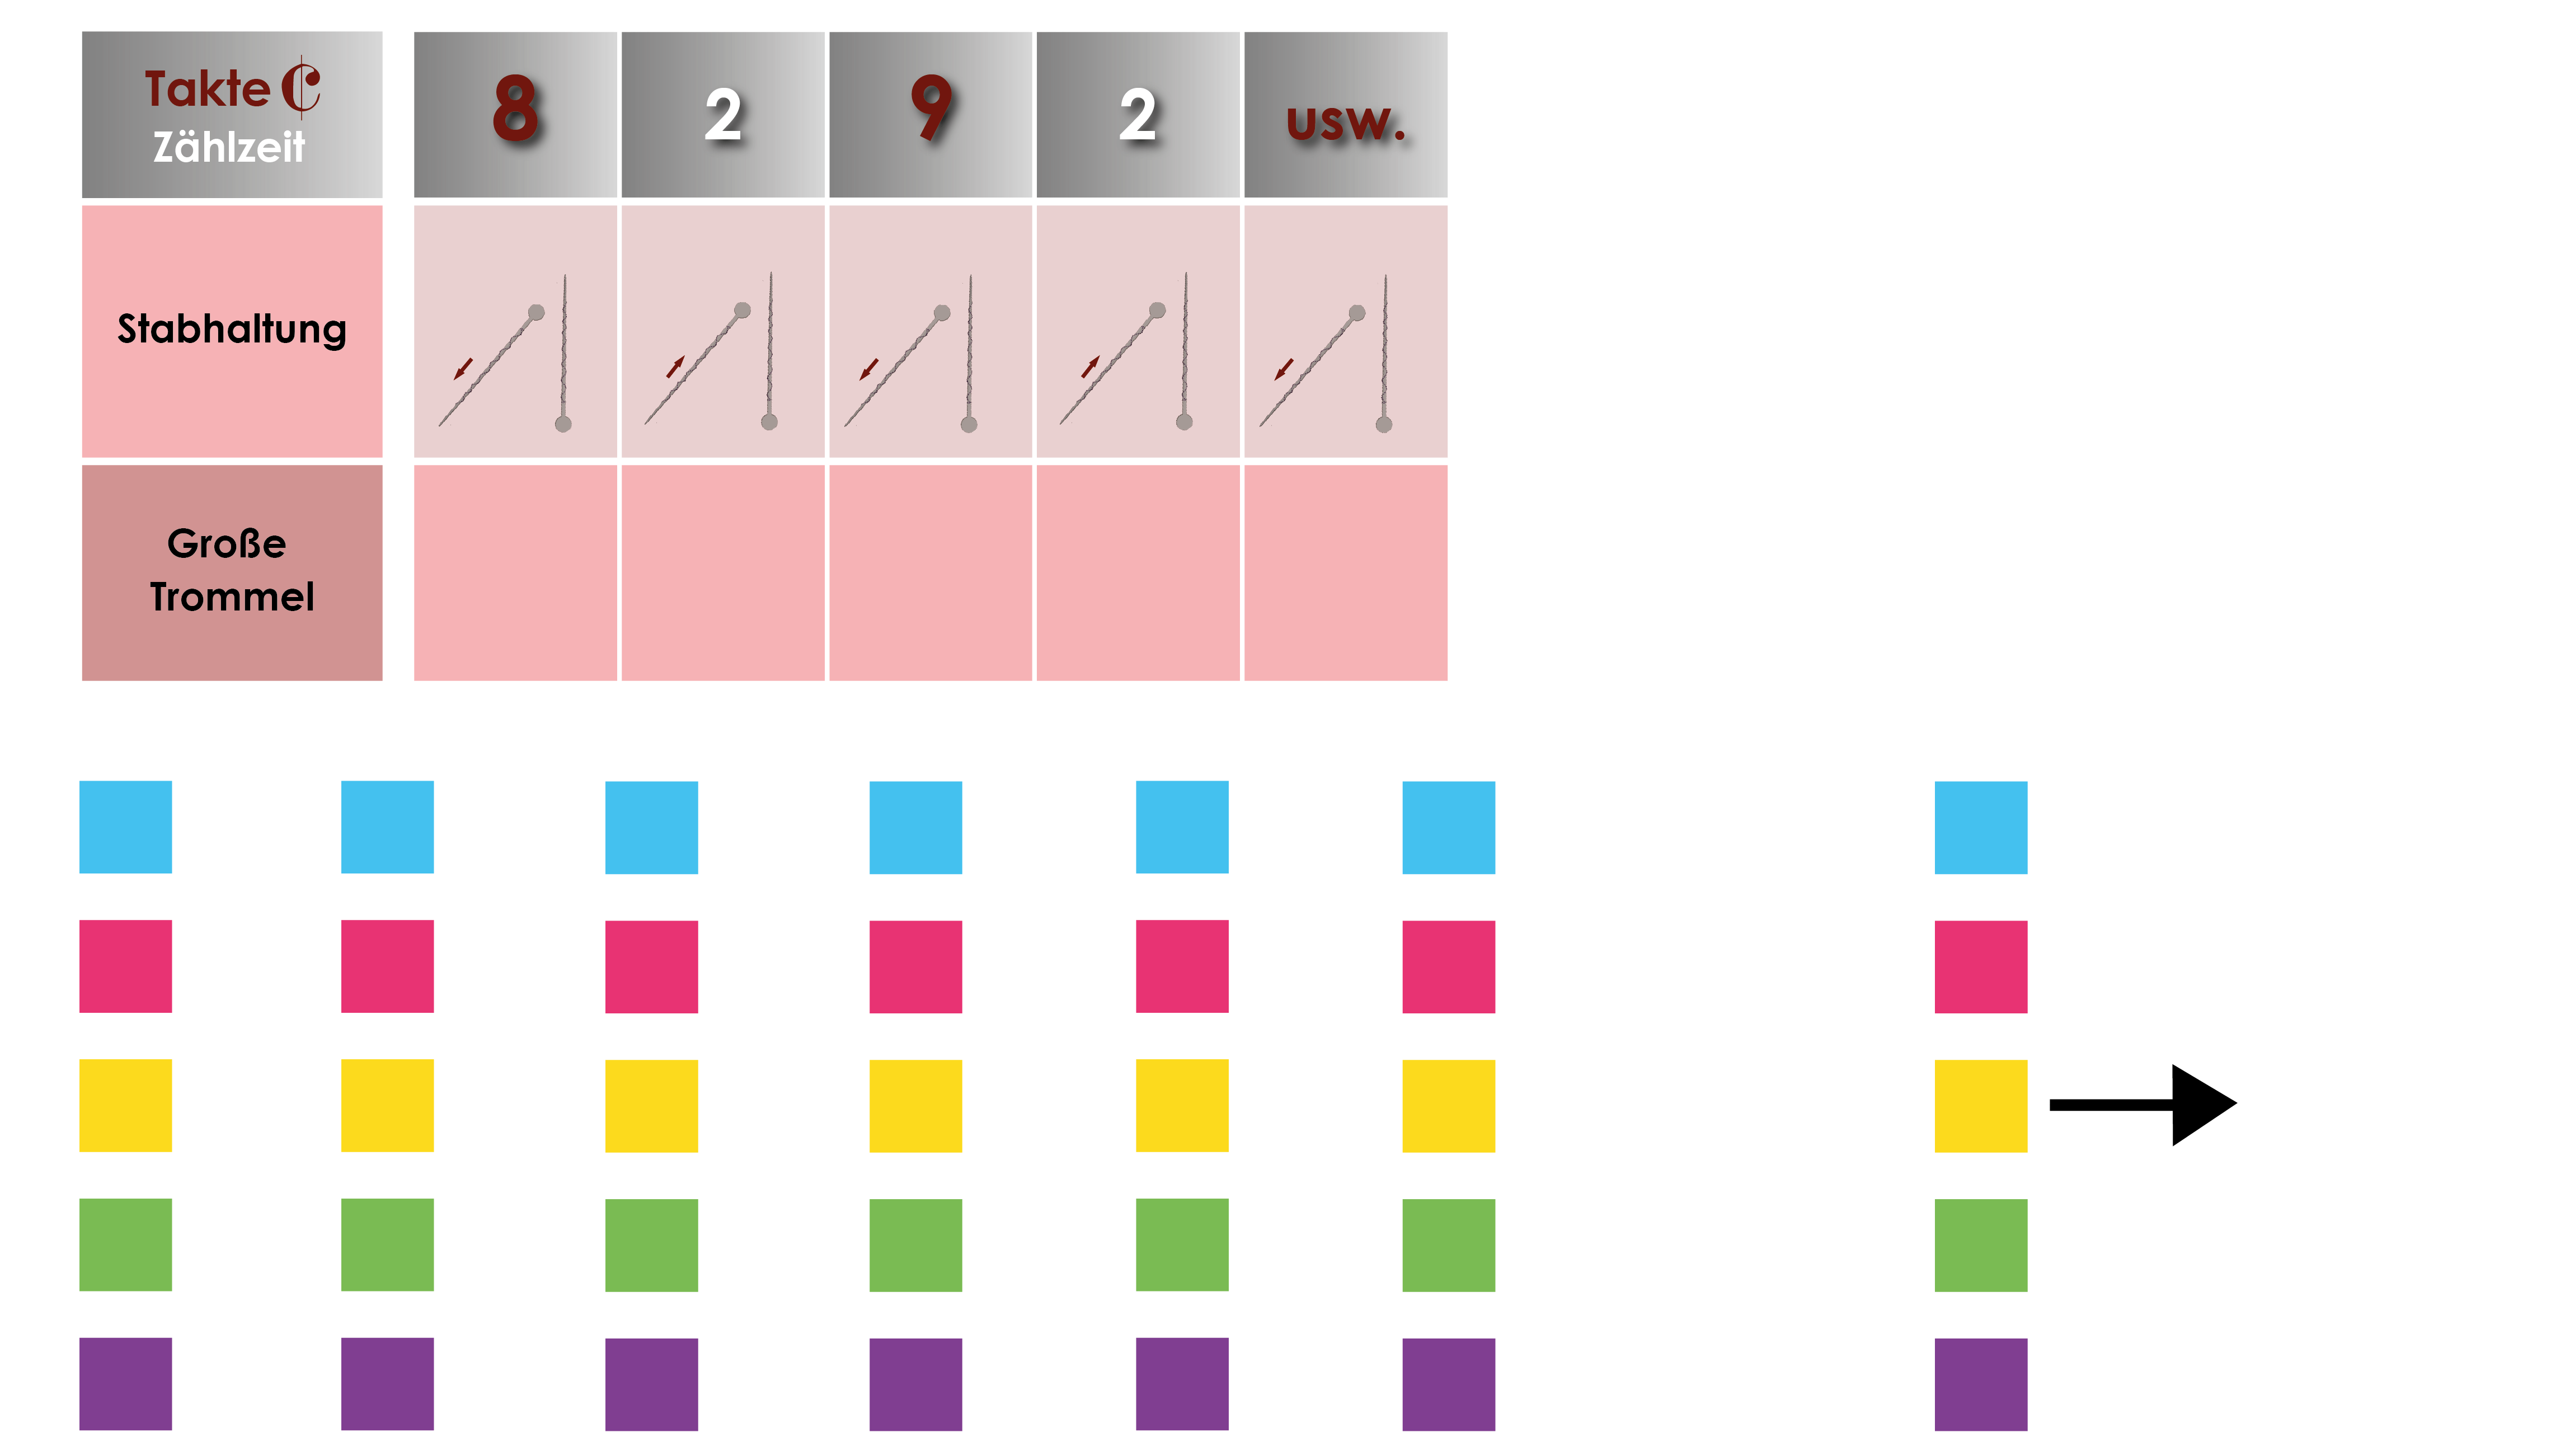 Takte ¢
Zählzeit
8 2 9 2 usw.
Stabhaltung
Große
Trommel